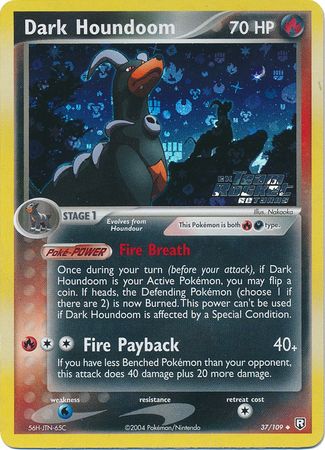 Dark Houndoom 70 HP
EX
Team
Rocket
Returns
Illus. Nakaoka
STAGE 1
Evolves from
Houndour
This Pokémon is both type.
Poké-POWER Fire Breath
Once during your turn (before your attack), if Dark
Houndoom is your Active Pokémon, you may flip a
coin. If heads, the Defending Pokémon (choose 1 if
there are 2) is now Burned. This power can't be used
if Dark Houndoom is affected by a Special Condition.
Fire Payback 40+
If you have less Benched Pokémon than your opponent,
this attack does 40 damage plus 20 more damage.
weakness resistance retreat cost
56H-JTN-65C ©2004 Pokémon/Nintendo 37/109 R